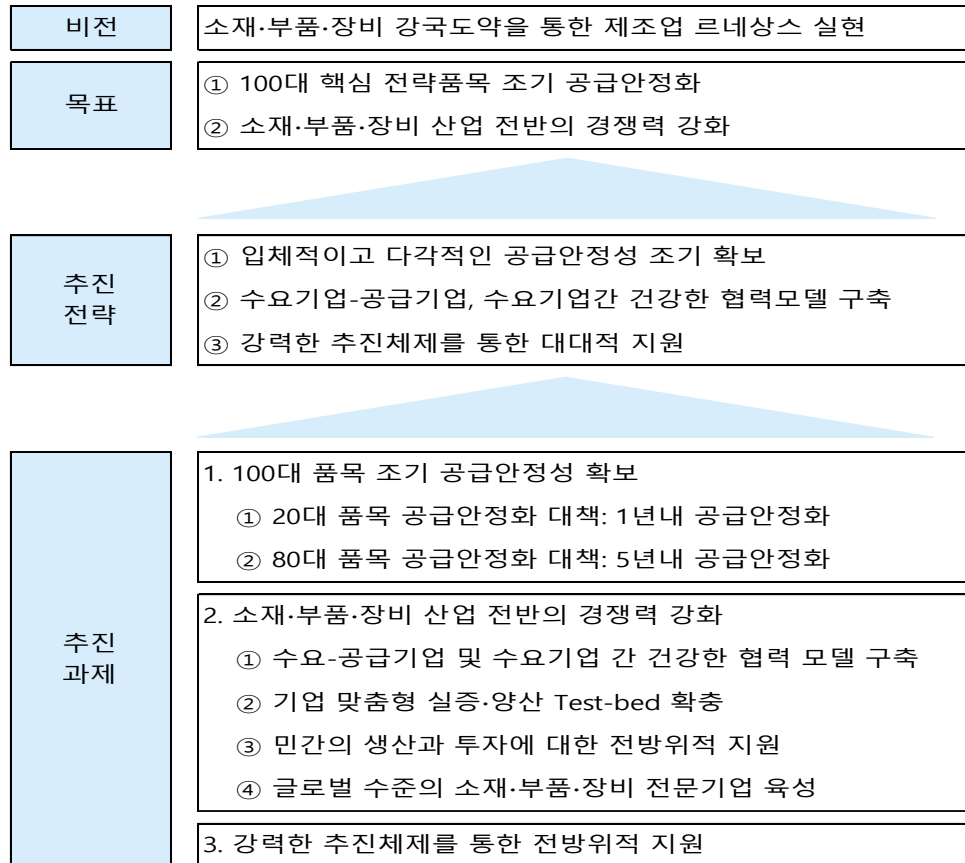 비전
소재·부품·장비 강국도약을 통한 제조업 르네상스 실현
목표
① 100대 핵심 전략품목 조기 공급안정화
② 소재·부품·장비 산업 전반의 경쟁력 강화
추진
전략
① 입체적이고 다각적인 공급안정성 조기 확보
② 수요기업-공급기업, 수요기업간 건강한 협력모델 구축
③ 강력한 추진체제를 통한 대대적 지원
추진
과제
1. 100대 품목 조기 공급안정성 확보
① 20대 품목 공급안정화 대책: 1년내 공급안정화
② 80대 품목 공급안정화 대책: 5년내 공급안정화
2. 소재·부품·장비 산업 전반의 경쟁력 강화
① 수요-공급기업 및 수요기업 간 건강한 협력 모델 구축
② 기업 맞춤형 실증·양산 Test-bed 확충
③ 민간의 생산과 투자에 대한 전방위적 지원
④ 글로벌 수준의 소재·부품·장비 전문기업 육성
3. 강력한 추진체제를 통한 전방위적 지원